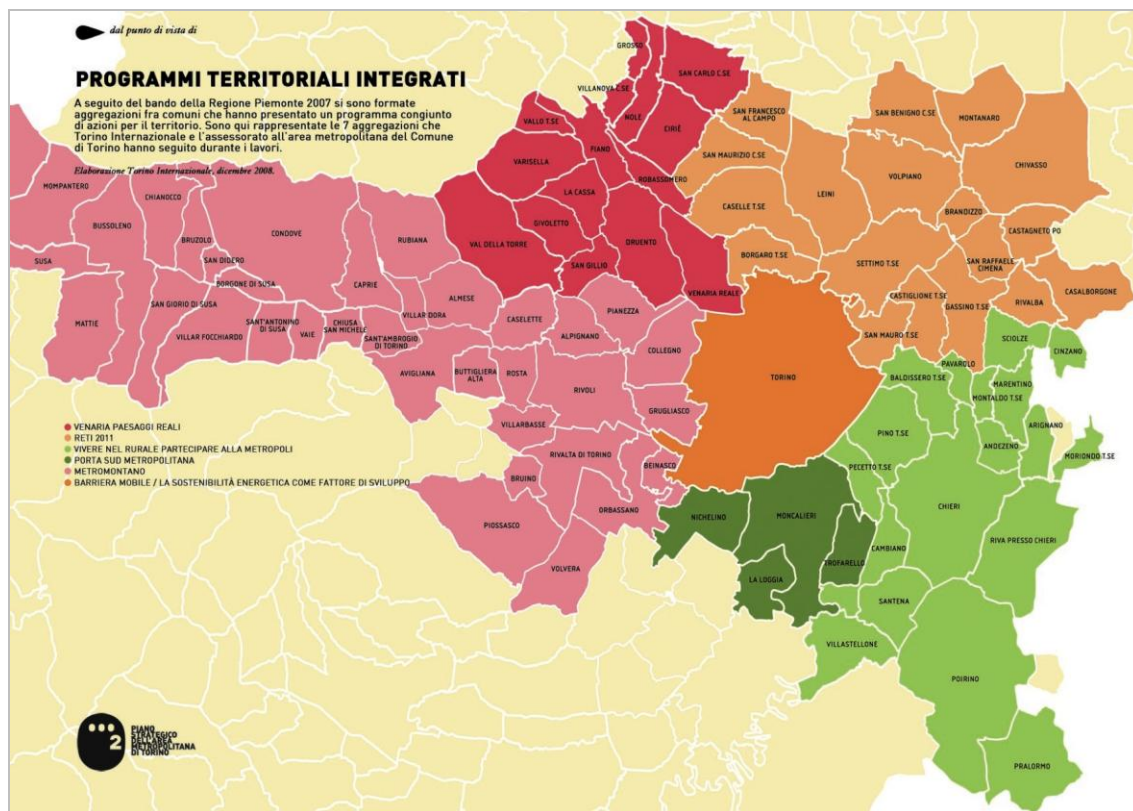 dal punto di vista di
PROGRAMMI TERRITORIALI INTEGRATI
A seguito del bando della Regione Piemonte 2007 si sono formate
aggregazioni fra comuni che hanno presentato un programma congiunto
di azioni per il territorio. Sono qui rappresentate le 7 aggregazioni che
Torino Internazionale e l'assessorato all'area metropolitana del Comune
di Torino hanno seguito durante i lavori.
Elaborazione Torino Internazionale, dicembre 2008.
GROSSO
SAN CARLO C.SE
VILLANOVA C.SE
VALLO T.SE
NOLE
CIRIÈ
FIANO
VARISELLA
ROBASSOMERO
LA CASSA
GIVOLETTO
VAL DELLA TORRE
DRUENTO
SAN GILLIO
VENARIA REALE
SAN FRANCESCO
AL CAMPO
SAN BENIGNO C.SE
MONTANARO
SAN MAURIZIO C.SE
LEINI
VOLPIANO
CHIVASSO
CASELLE T.SE
BRANDIZZO
CASTAGNETO PO
BORGARO T.SE
SETTIMO T.SE
SAN RAFFAELE
CIMENA
CASTIGLIONE T.SE
GASSINO T.SE
RIVALBA
CASALBORGONE
SAN MAURO T.SE
MOMPANTERO
CHIANOCCO
BUSSOLENO
BRUZOLO
CONDOVE
RUBIANA
SUSA
SAN DIDERO
BORGONE DI SUSA
CAPRIE
ALMESE
SAN GIORIO DI SUSA
MATTIE
VILLAR FOCCHIARDO
SANT'ANTONINO
DI SUSA
VAIE
CHIUSA
SAN MICHELE
VILLAR DORA
SANT'AMBROGIO
DI TORINO
CASELETTE
PIANEZZA
ALPIGNANO
COLLEGNO
AVIGLIANA
BUTTIGLIERA
ALTA
ROSTA
RIVOLI
GRUGLIASCO
VILLARBASSE
RIVALTA DI TORINO
BEINASCO
BRUINO
ORBASSANO
PIOSSASCO
VOLVERA
TORINO
SCIOLZE
CINZANO
PAVAROLO
BALDISSERO T.SE
MARENTINO
MONTALDO T.SE
ARIGNANO
PINO T.SE
ANDEZENO
MORIONDO T.SE
PECETTO T.SE
CHIERI
CAMBIANO
RIVA PRESSO CHIERI
SANTENA
VILLASTELLONE
POIRINO
PRALORMO
NICHELINO
MONCALIERI
TROFARELLO
LA LOGGIA
VENARIA PAESAGGI REALI
RETI 2011
VIVERE NEL RURALE PARTECIPARE ALLA METROPOLI
PORTA SUD METROPOLITANA
METROMONTANO
BARRIERA MOBILE / LA SOSTENIBILITÀ ENERGETICA COME FATTORE DI SVILUPPO
2
PIANO
STRATEGICO
DELL'AREA
METROPOLITANA
DI TORINO